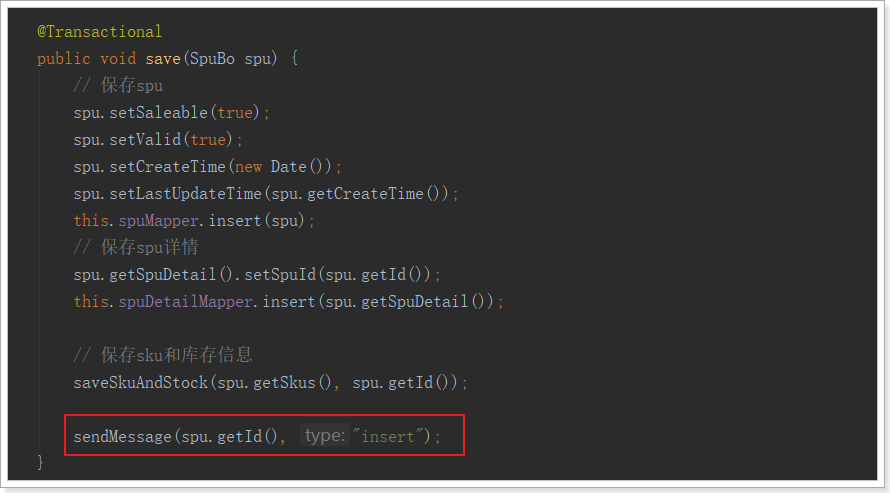 @Transactional
public void save(SpuBo spu) {
// 保存spu
spu.setSaleable(true);
spu.setValid(true);
spu.setCreateTime(new Date());
spu.setLastUpdateTime(spu.getCreateTime());
this.spuMapper.insert(spu);
// 保存spu详情
spu.getSpuDetail().setSpuId(spu.getId());
this.spuDetailMapper.insert(spu.getSpuDetail());
// 保存sku和库存信息
saveSkuAndStock(spu.getSkus(), spu.getId());
sendMessage(spu.getId(), type: "insert");
}